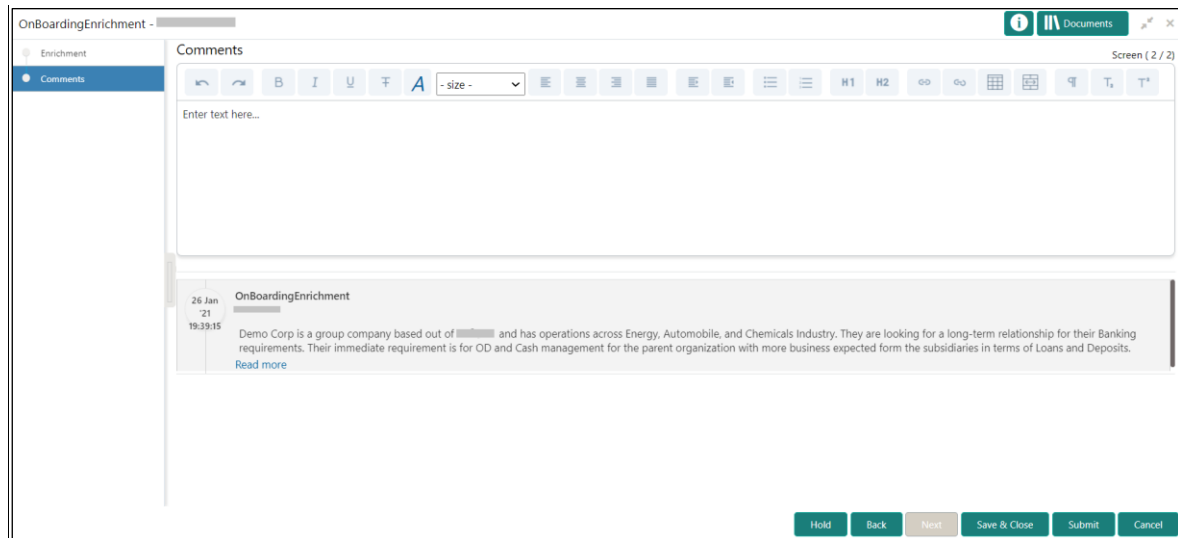 OnBoardingEnrichment -
Documents
Enrichment
Comments
Comments
Screen ( 2 / 2)
B I U T A - size - H1 H2 T₁ T²
Enter text here...
26 Jan
'21
19:39:15
OnBoardingEnrichment
Demo Corp is a group company based out of and has operations across Energy, Automobile, and Chemicals Industry. They are looking for a long-term relationship for their Banking
requirements. Their immediate requirement is for OD and Cash management for the parent organization with more business expected form the subsidiaries in terms of Loans and Deposits.
Read more
Hold Back Next Save & Close Submit Cancel